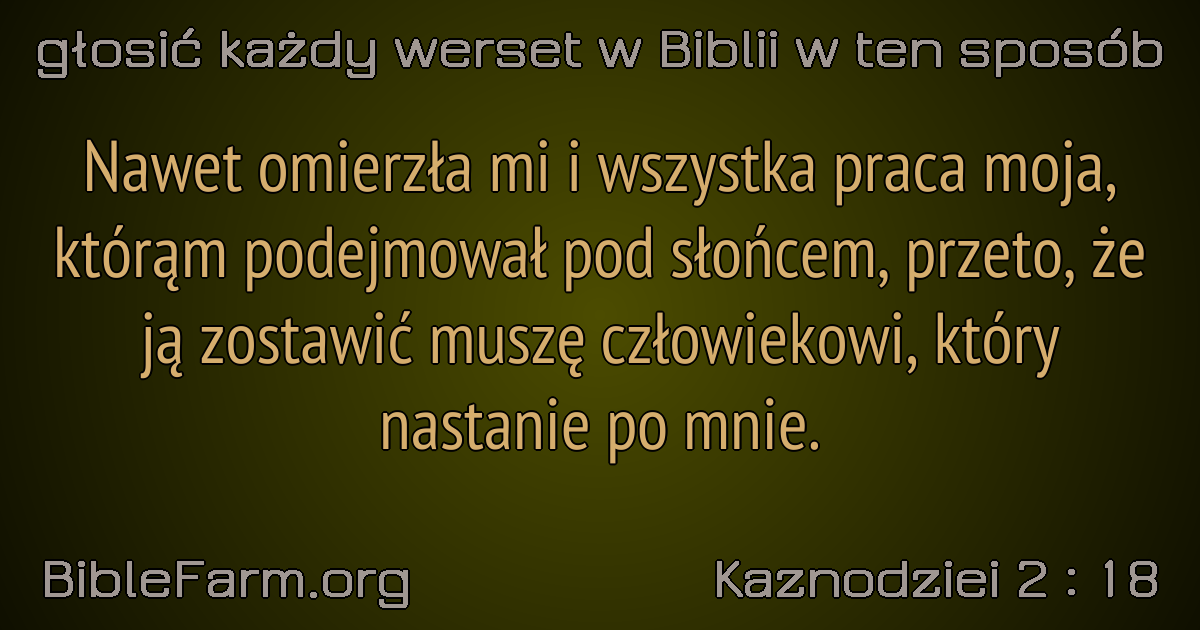 głosić każdy werset w Biblii w ten sposób
Nawet omierzła mi i wszystka praca moja,
którąm podejmował pod słońcem, przeto, że
ją zostawić muszę człowiekowi, który
nastanie po mnie.
BibleFarm.org
Kaznodziei 2 : 18